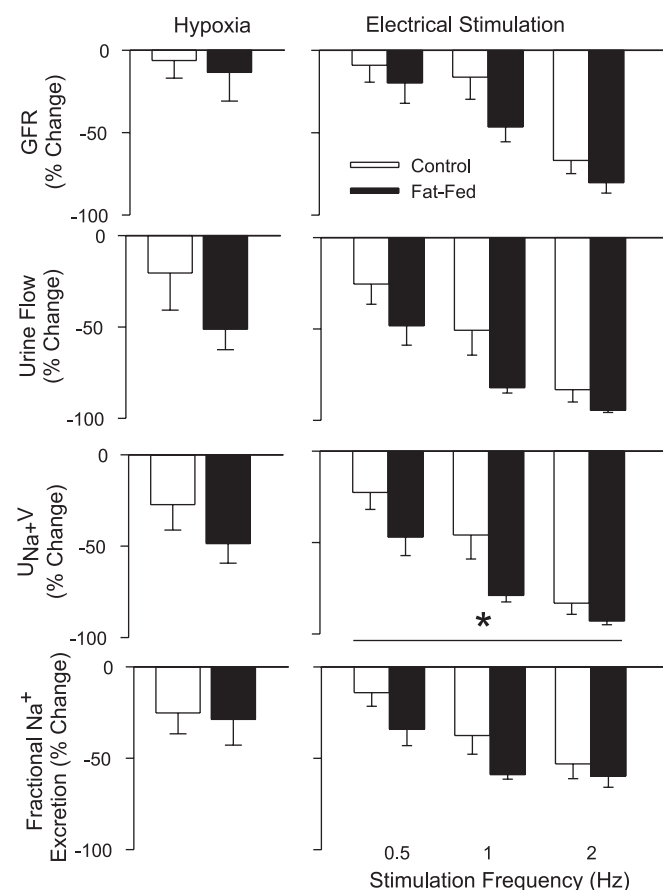 Hypoxia
Electrical Stimulation
0
-50
-100
GFR
(% Change)
Control
Fat-Fed
0
-50
-100
Urine Flow
(% Change)
0
-50
-100
UNa+V
(% Change)
*
0
-50
-100
Fractional Na+
Excretion (% Change)
0.5 1 2
Stimulation Frequency (Hz)